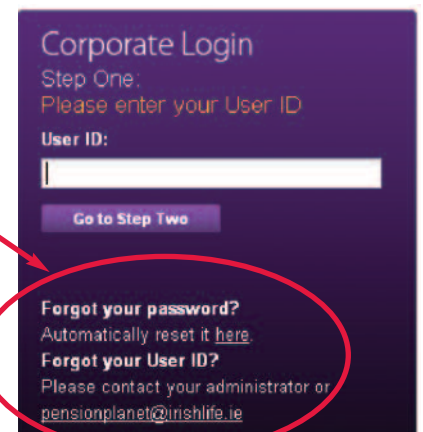 Corporate Login
Step One:
Please enter your User ID
User ID:
Go to Step Two
Forgot your password?
Automatically reset it here.
Forgot your User ID?
Please contact your administrator or
pensionplanet@irishlife.ie